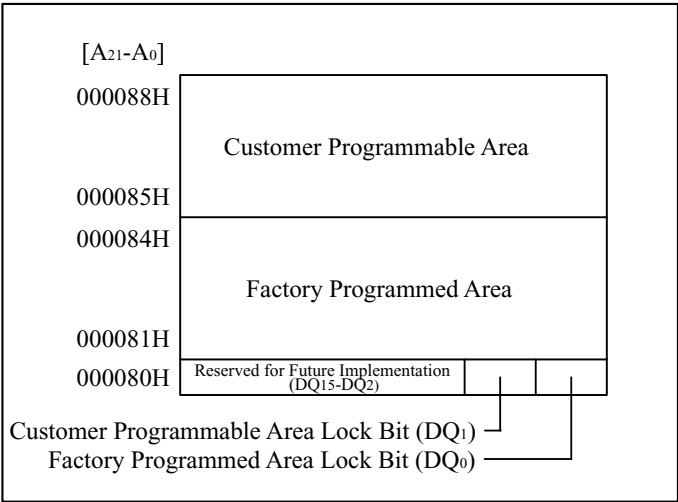 [A21-A0]
000088H
Customer Programmable Area
000085H
000084H
Factory Programmed Area
000081H
000080H
Reserved for Future Implementation
(DQ15-DQ2)
Customer Programmable Area Lock Bit (DQ1)
Factory Programmed Area Lock Bit (DQ0)